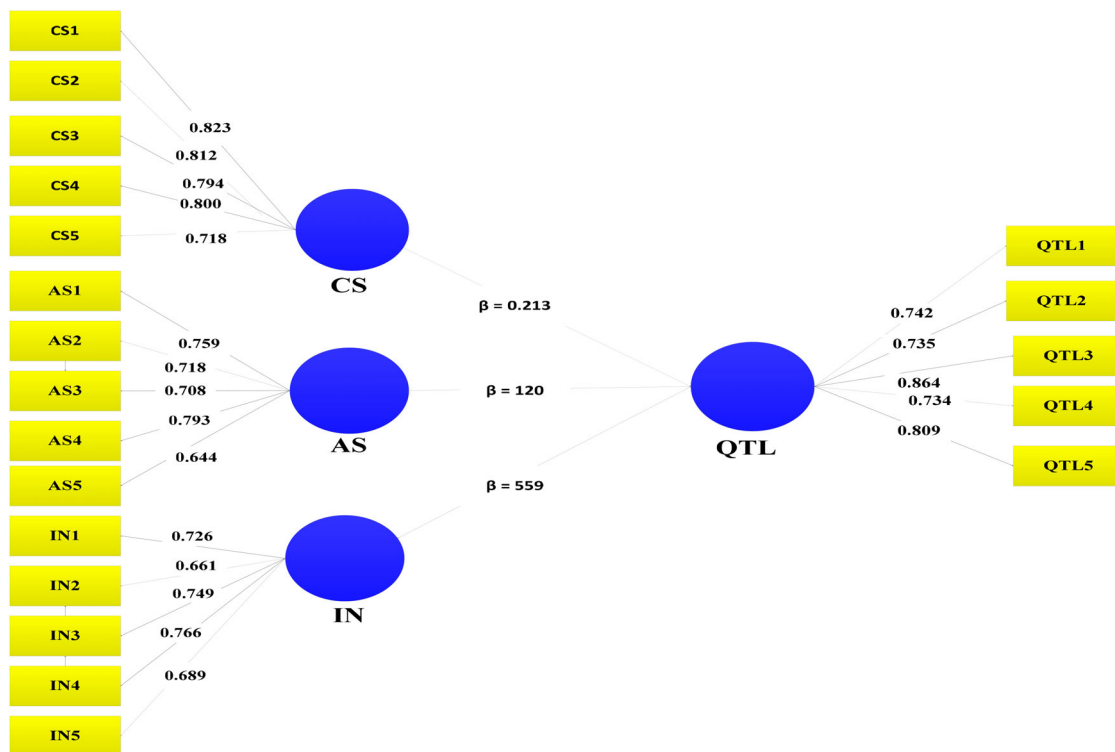 CS1
CS2
CS3
CS4
CS5
AS1
AS2
AS3
AS4
AS5
IN1
IN2
IN3
IN4
IN5
0.823
0.812
0.794
0.800
0.718
0.759
0.718
0.708
0.793
0.644
0.726
0.661
0.749
0.766
0.689
CS
AS
IN
β = 0.213
β = 120
β = 559
QTL
0.742
0.735
0.864
0.734
0.809
QTL1
QTL2
QTL3
QTL4
QTL5